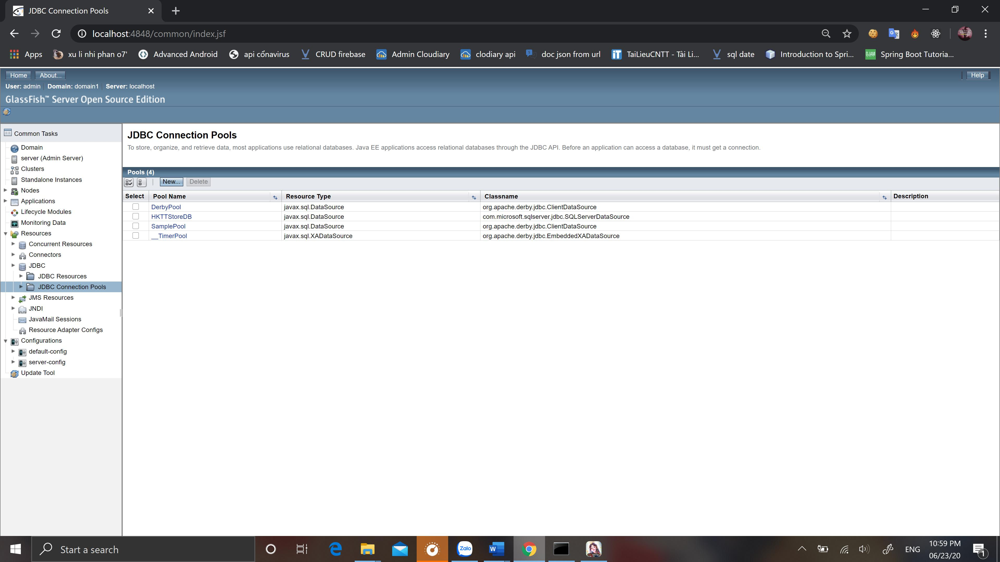 JDBC Connection Pools
localhost:4848/common/index.jsf
Apps xu li nhi phan o7' Advanced Android api cổnavirus CRUD firebase Admin Cloudiary clodiary api doc json from url TaiLieuCNTT - Tài Li... sql date Introduction to Spri... Spring Boot Tutoria...
Home About... Help
User: admin Domain: domain1 Server: localhost
GlassFish™ Server Open Source Edition
Common Tasks
Domain
server (Admin Server)
Clusters
Standalone Instances
Nodes
Applications
Lifecycle Modules
Monitoring Data
Resources
Concurrent Resources
Connectors
JDBC
JDBC Resources
JDBC Connection Pools
JMS Resources
JNDI
JavaMail Sessions
Resource Adapter Configs
Configurations
default-config
server-config
Update Tool
JDBC Connection Pools
To store, organize, and retrieve data, most applications use relational databases. Java EE applications access relational databases through the JDBC API. Before an application can access a database, it must get a connection.
Pools (4)
New... Delete
Select Pool Name Resource Type Classname Description
DerbyPool javax.sql.DataSource org.apache.derby.jdbc.ClientDataSource
HKTTStoreDB javax.sql.DataSource com.microsoft.sqlserver.jdbc.SQLServerDataSource
SamplePool javax.sql.DataSource org.apache.derby.jdbc.ClientDataSource
__TimerPool javax.sql.XADataSource org.apache.derby.jdbc.EmbeddedXADataSource
Start a search
Zalo
W
ENG
10:59 PM
06/23/20
1